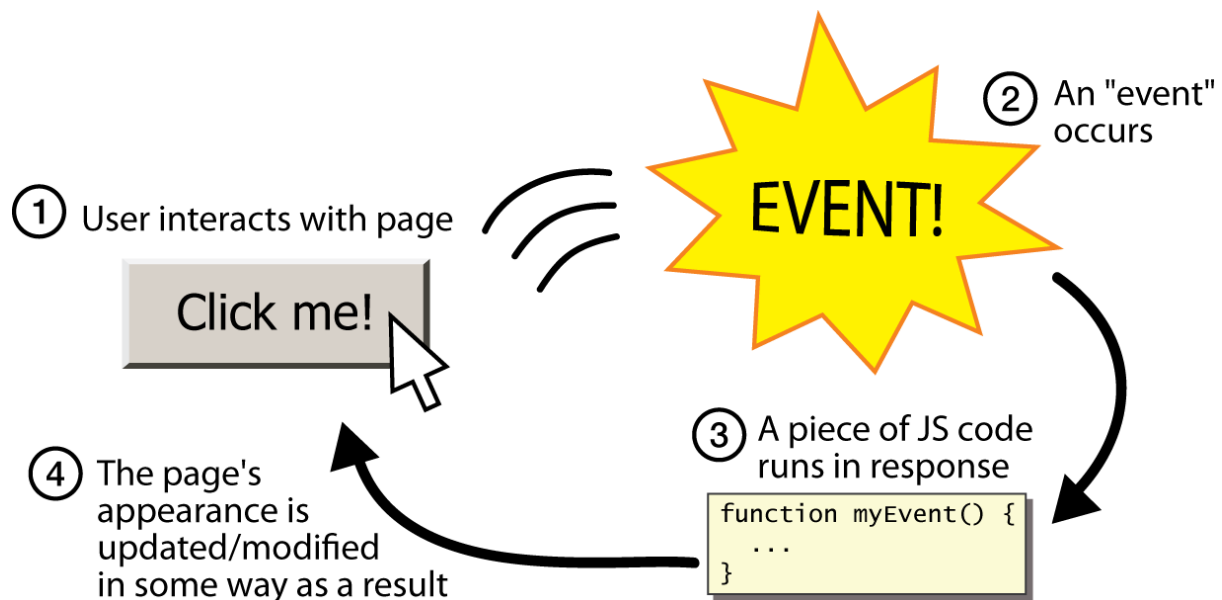 1 User interacts with page
Click me!
EVENT!
2 An "event"
occurs
3 A piece of JS code
runs in response
function myEvent() {
  ...
}
4 The page's
appearance is
updated/modified
in some way as a result